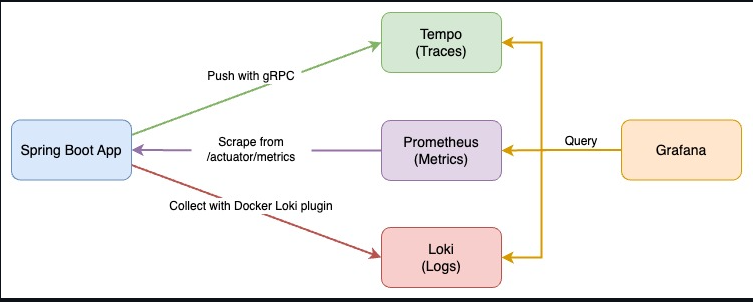 Tempo
(Traces)
Push with gRPC
Spring Boot App
Scrape from
/actuator/metrics
Prometheus
(Metrics)
Query
Grafana
Collect with Docker Loki plugin
Loki
(Logs)